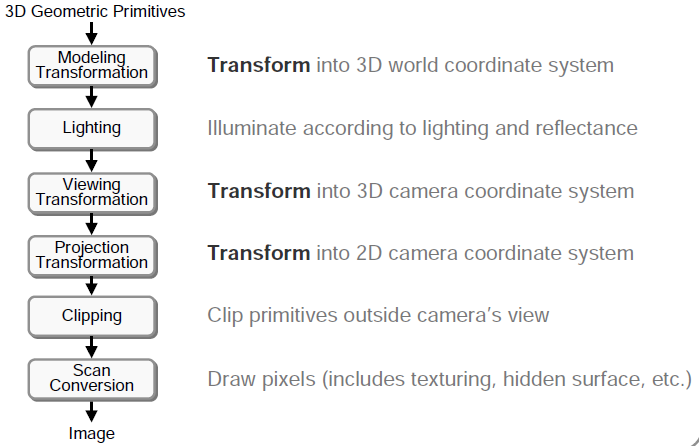 3D Geometric Primitives
Modeling
Transformation
Transform into 3D world coordinate system
Lighting
Illuminate according to lighting and reflectance
Viewing
Transformation
Transform into 3D camera coordinate system
Projection
Transformation
Transform into 2D camera coordinate system
Clipping
Clip primitives outside camera's view
Scan
Conversion
Draw pixels (includes texturing, hidden surface, etc.)
Image